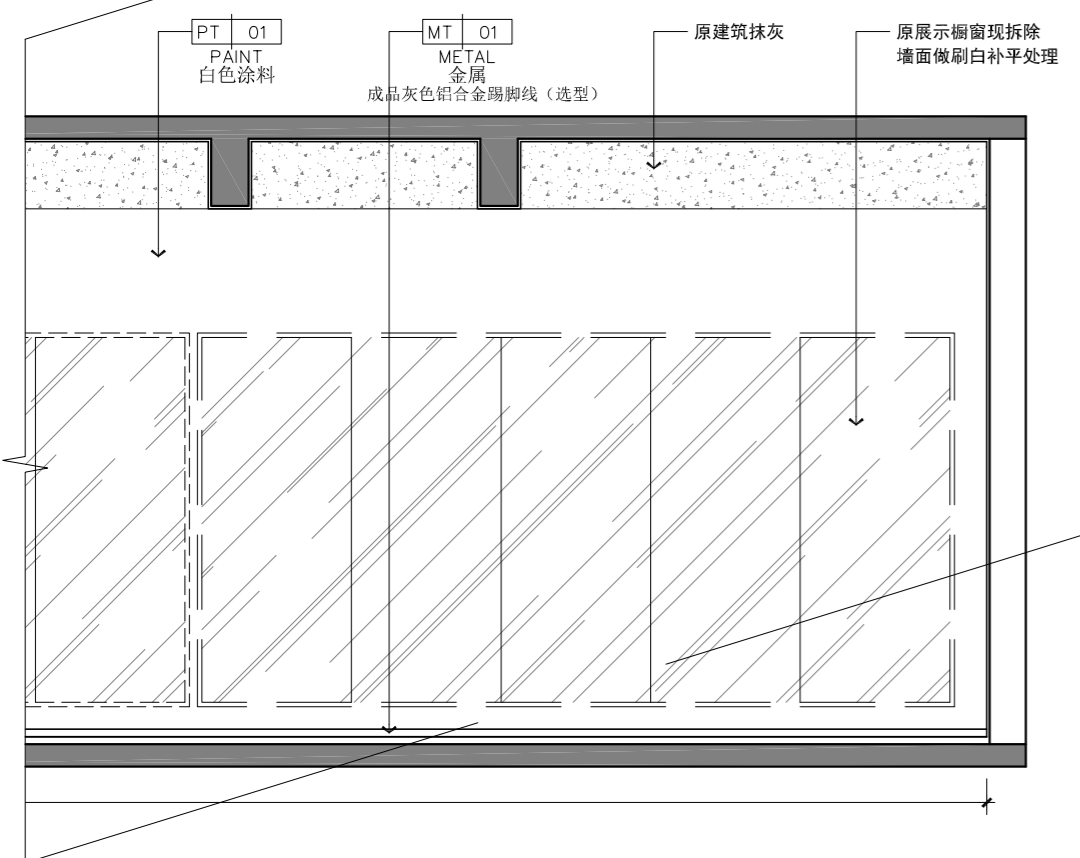 PT 01
PAINT
白色涂料
MT 01
METAL
金属
成品灰色铝合金踢脚线（选型）
原建筑抹灰
原展示橱窗现拆除
墙面做刷白补平处理